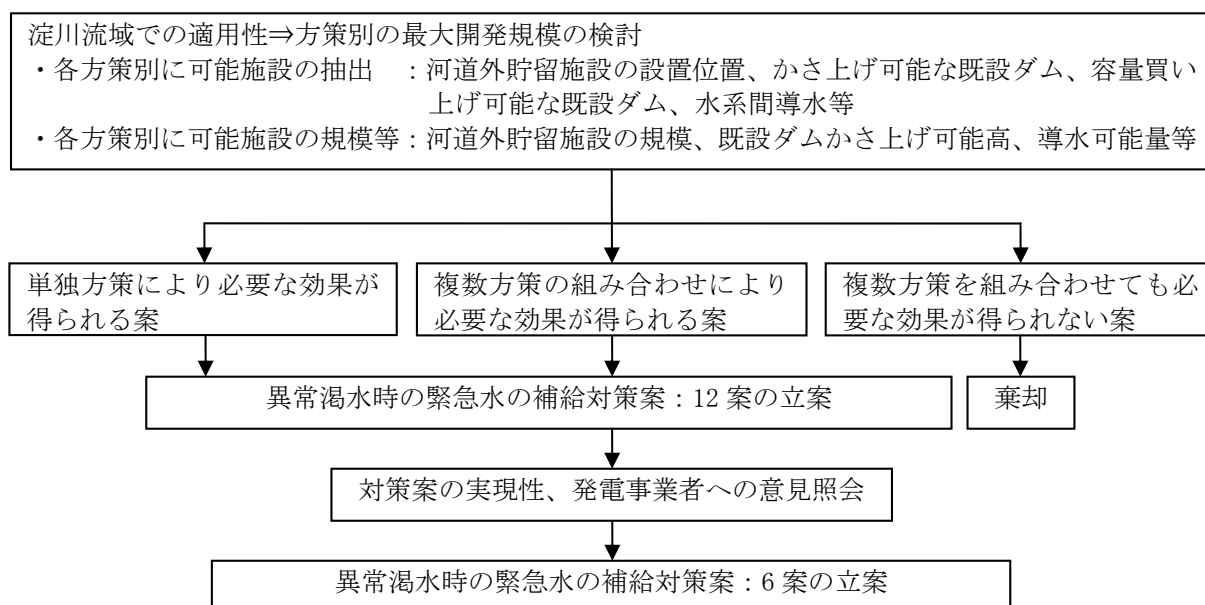 淀川流域での適用性⇒方策別の最大開発規模の検討
・各方策別に可能施設の抽出　：河道外貯留施設の設置位置、かさ上げ可能な既設ダム、容量買い
上げ可能な既設ダム、水系間導水等
・各方策別に可能施設の規模等：河道外貯留施設の規模、既設ダムかさ上げ可能高、導水可能量等
単独方策により必要な効果が
得られる案
複数方策の組み合わせにより
必要な効果が得られる案
複数方策を組み合わせても必
要な効果が得られない案
異常渇水時の緊急水の補給対策案：12 案の立案
棄却
対策案の実現性、発電事業者への意見照会
異常渇水時の緊急水の補給対策案：6 案の立案